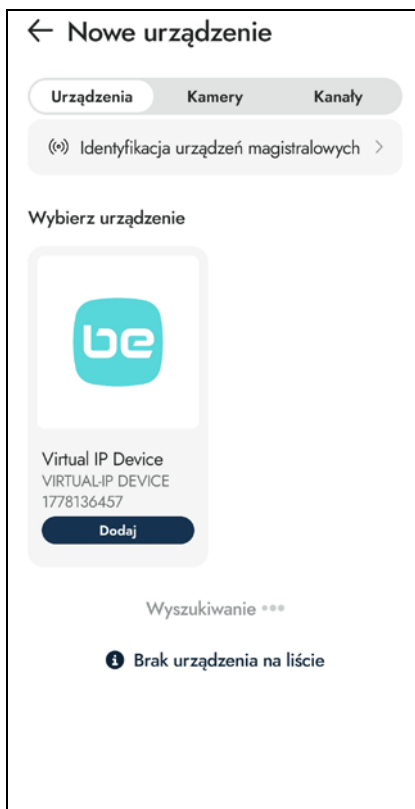 Nowe urządzenie
Urządzenia Kamery Kanały
Identyfikacja urządzeń magistralowych
Wybierz urządzenie
be
Virtual IP Device
VIRTUAL-IP DEVICE
1778136457
Dodaj
Wyszukiwanie
Brak urządzenia na liście